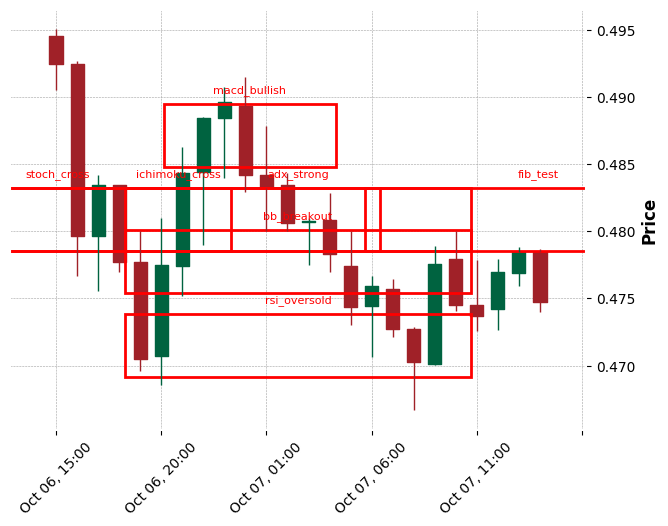 0.495
macd_bullish
0.490
0.485
stoch_cross
ichimoku_cross
adx_strong
fib_test
bb_breakout
0.480
Price
0.475
rsi_oversold
0.470
Oct 06, 15:00
Oct 06, 20:00
Oct 07, 01:00
Oct 07, 06:00
Oct 07, 11:00